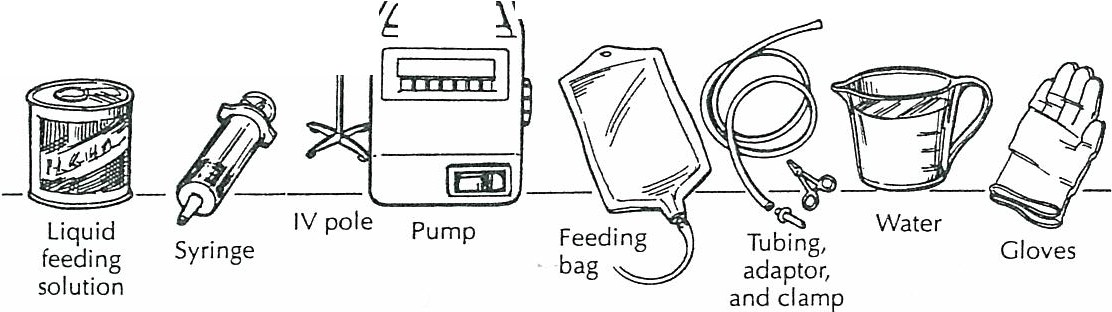 Liquid
feeding
solution
Syringe
IV pole
Pump
Feeding
bag
Tubing,
adaptor,
and clamp
Water
Gloves